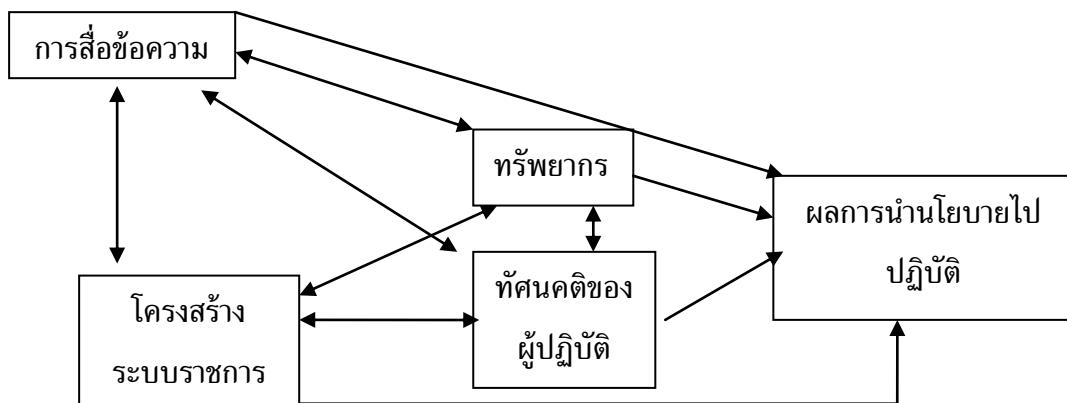 การสื่อข้อความ
ทรัพยากร
ผลการนำนโยบายไป
ปฏิบัติ
ทัศนคติของ
ผู้ปฏิบัติ
โครงสร้าง
ระบบราชการ